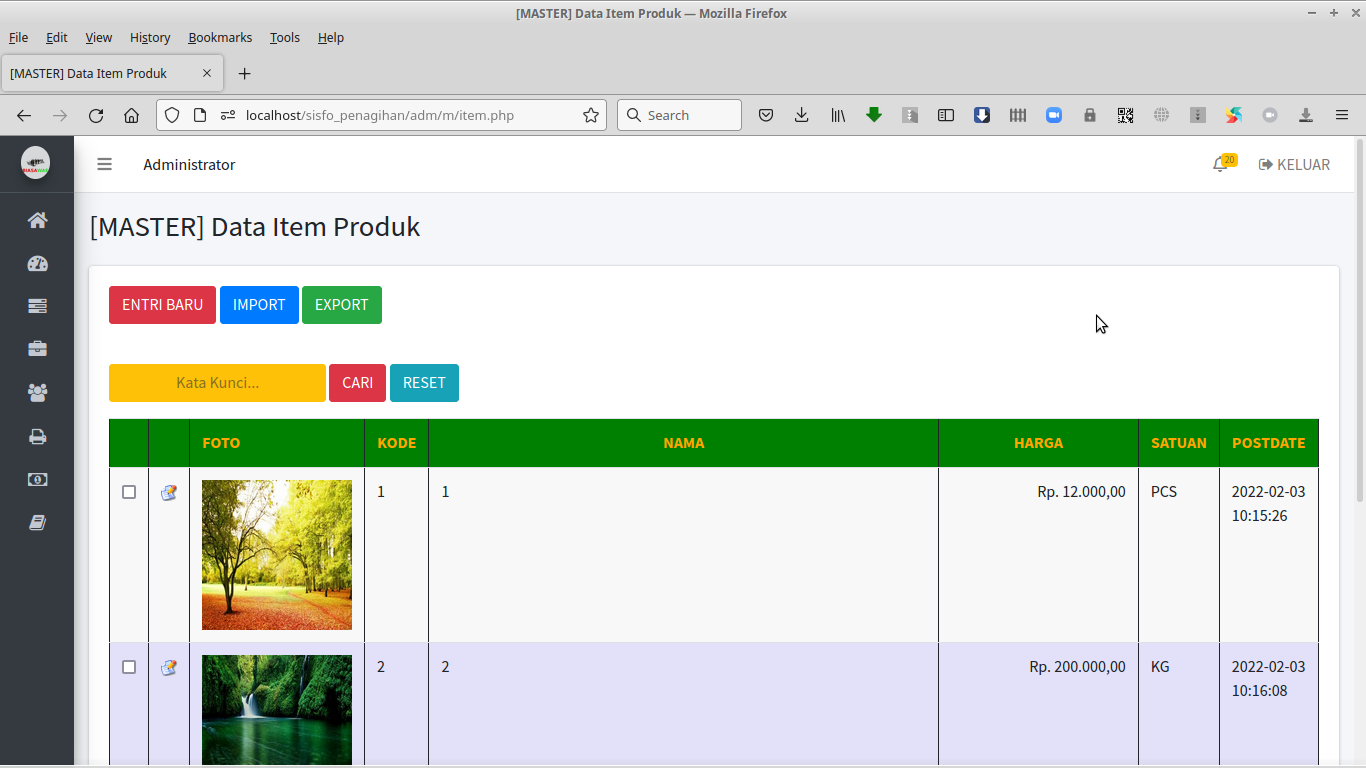 [MASTER] Data Item Produk — Mozilla Firefox
File Edit View History Bookmarks Tools Help
[MASTER] Data Item Produk
localhost/sisfo_penagihan/adm/m/item.php
Search
Administrator
20
KELUAR
[MASTER] Data Item Produk
ENTRI BARU IMPORT EXPORT
Kata Kunci... CARI RESET
FOTO KODE NAMA HARGA SATUAN POSTDATE
1 1 Rp. 12.000,00 PCS 2022-02-03
10:15:26
2 2 Rp. 200.000,00 KG 2022-02-03
10:16:08